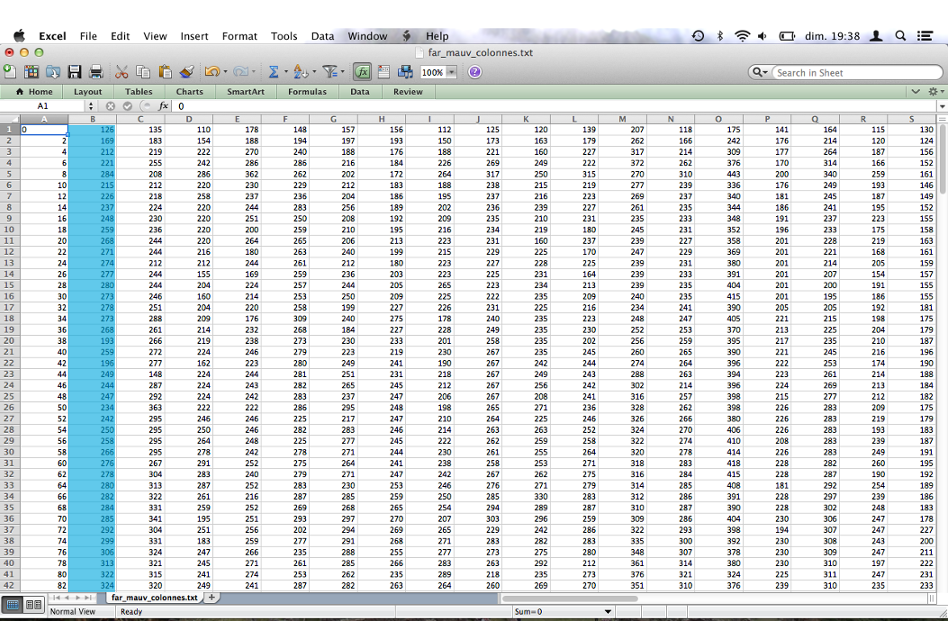 Excel File Edit View Insert Format Tools Data Window Help dim. 19:38
far_mauv_colonnes.txt
100% Search in Sheet
Home Layout Tables Charts SmartArt Formulas Data Review
A1 fx 0
A B C D E F G H I J K L M N O P Q R S
1 0 126 135 110 178 148 157 156 112 125 120 139 207 118 175 141 164 115 130
2 2 169 183 154 188 194 197 193 150 173 163 179 262 166 242 176 214 120 124
3 4 212 219 222 270 240 188 176 188 221 160 227 317 214 309 177 264 187 156
4 6 221 255 242 286 286 216 184 226 269 249 222 372 262 376 170 314 166 152
5 8 284 208 286 362 262 202 172 264 317 250 315 270 310 443 200 340 259 161
6 10 215 212 220 230 229 212 183 188 238 215 219 277 239 336 176 249 193 146
7 12 226 218 258 237 236 204 186 195 237 216 223 269 237 340 181 245 187 149
8 14 237 224 220 244 283 256 189 202 236 239 227 261 235 344 186 241 195 152
9 16 248 230 220 251 250 208 192 209 235 210 231 235 233 348 191 237 223 155
10 18 259 236 220 200 259 210 195 216 234 219 180 245 231 352 196 233 175 158
11 20 268 244 220 264 265 206 213 223 231 160 237 239 227 358 201 228 219 163
12 22 271 244 216 180 263 240 199 215 229 225 170 247 229 369 201 221 168 161
13 24 274 212 212 244 261 212 180 223 227 228 225 239 231 380 201 214 205 159
14 26 277 244 155 169 259 236 203 223 225 231 164 239 233 391 201 207 154 157
15 28 280 244 204 224 257 244 205 265 223 234 213 239 235 404 201 200 191 155
16 30 273 246 160 214 253 250 209 225 222 235 209 240 235 415 201 195 186 155
17 32 278 251 204 220 258 199 227 226 231 225 216 234 241 390 205 205 192 181
18 34 273 288 209 176 309 240 275 178 240 235 223 248 247 405 221 215 198 175
19 36 268 261 214 232 268 184 227 228 249 235 230 252 253 370 213 225 204 179
20 38 193 266 219 238 273 230 233 201 258 235 202 256 259 395 217 235 210 187
21 40 259 272 224 246 279 223 219 230 267 235 245 260 265 390 221 245 216 196
22 42 196 277 162 223 280 249 241 190 267 242 244 274 264 396 222 253 174 190
23 44 249 148 224 244 281 251 231 218 267 249 243 288 263 394 223 261 214 188
24 46 244 287 224 243 282 265 245 212 267 256 242 302 214 396 224 269 213 184
25 48 247 292 224 242 283 237 247 206 267 208 241 316 257 398 215 277 212 182
26 50 234 363 222 222 286 295 248 198 265 271 236 328 262 398 226 283 209 175
27 52 242 295 246 246 225 217 247 210 264 225 246 326 266 380 226 283 219 179
28 54 250 295 250 246 282 283 246 214 263 263 252 324 270 406 226 283 193 183
29 56 258 295 264 248 225 277 245 222 262 259 258 322 274 410 208 283 239 187
30 58 266 295 278 242 278 271 244 230 261 255 264 320 278 414 226 283 249 191
31 60 276 267 291 252 275 264 241 238 258 253 271 318 283 418 228 282 260 195
32 62 278 304 283 240 279 271 247 242 267 262 275 316 284 415 228 287 190 192
33 64 280 313 287 252 283 230 253 246 276 271 279 314 285 408 181 292 254 189
34 66 282 322 261 216 287 285 259 250 285 330 283 312 286 391 228 297 239 186
35 68 284 331 259 252 269 268 265 254 294 289 287 310 287 390 228 302 248 183
36 70 285 341 195 251 293 297 270 207 303 296 259 309 286 404 230 306 247 178
37 72 292 304 251 256 202 294 269 265 229 242 286 322 293 398 194 307 247 227
38 74 299 331 183 259 277 291 268 271 283 282 283 335 300 392 230 308 243 200
39 76 306 324 247 266 235 288 255 277 273 275 280 348 307 378 230 309 247 211
40 78 313 321 245 271 261 285 266 283 263 292 212 361 314 380 230 310 197 222
41 80 322 315 241 274 253 262 235 289 218 235 273 376 321 324 225 311 247 231
42 82 324 320 249 241 287 282 263 264 260 269 270 351 310 376 239 310 235 233
far_mauv_colonnes.txt +
Normal View Ready Sum=0